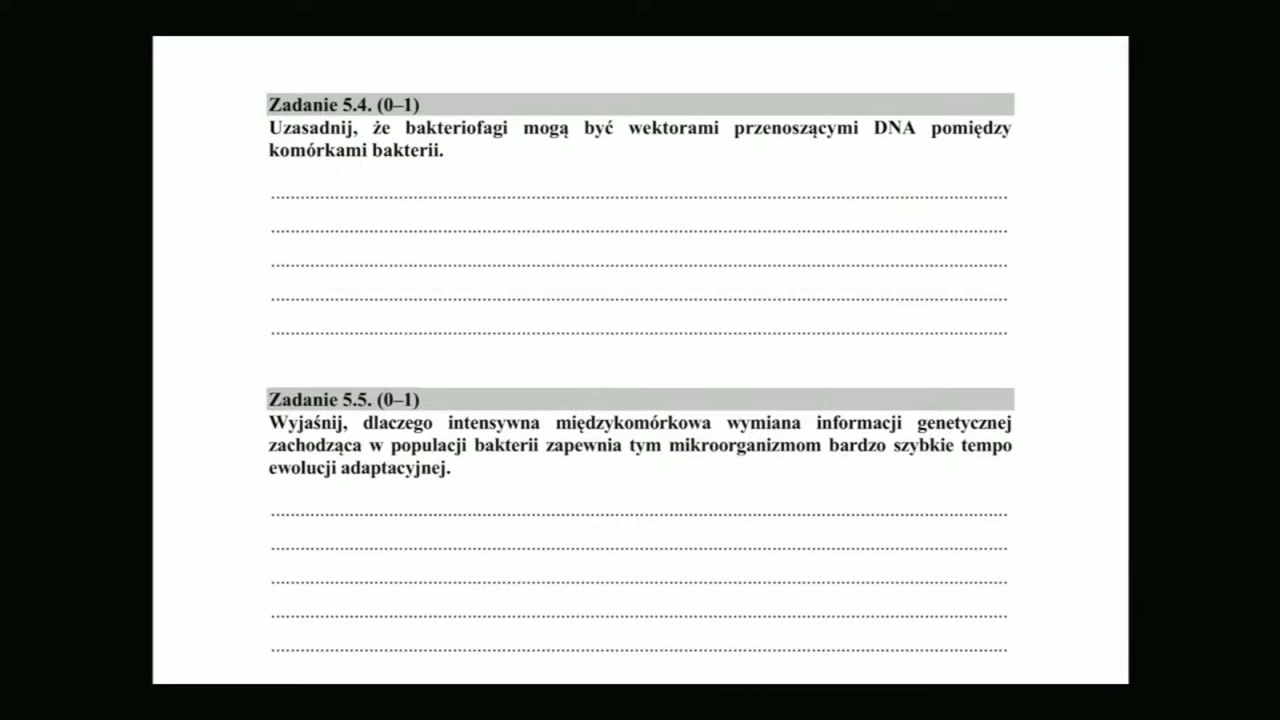 Zadanie 5.4. (0–1)
Uzasadnij, że bakteriofagi mogą być wektorami przenoszącymi DNA pomiędzy
komórkami bakterii.
Zadanie 5.5. (0–1)
Wyjaśnij, dlaczego intensywna międzykomórkowa wymiana informacji genetycznej
zachodząca w populacji bakterii zapewnia tym mikroorganizmom bardzo szybkie tempo
ewolucji adaptacyjnej.